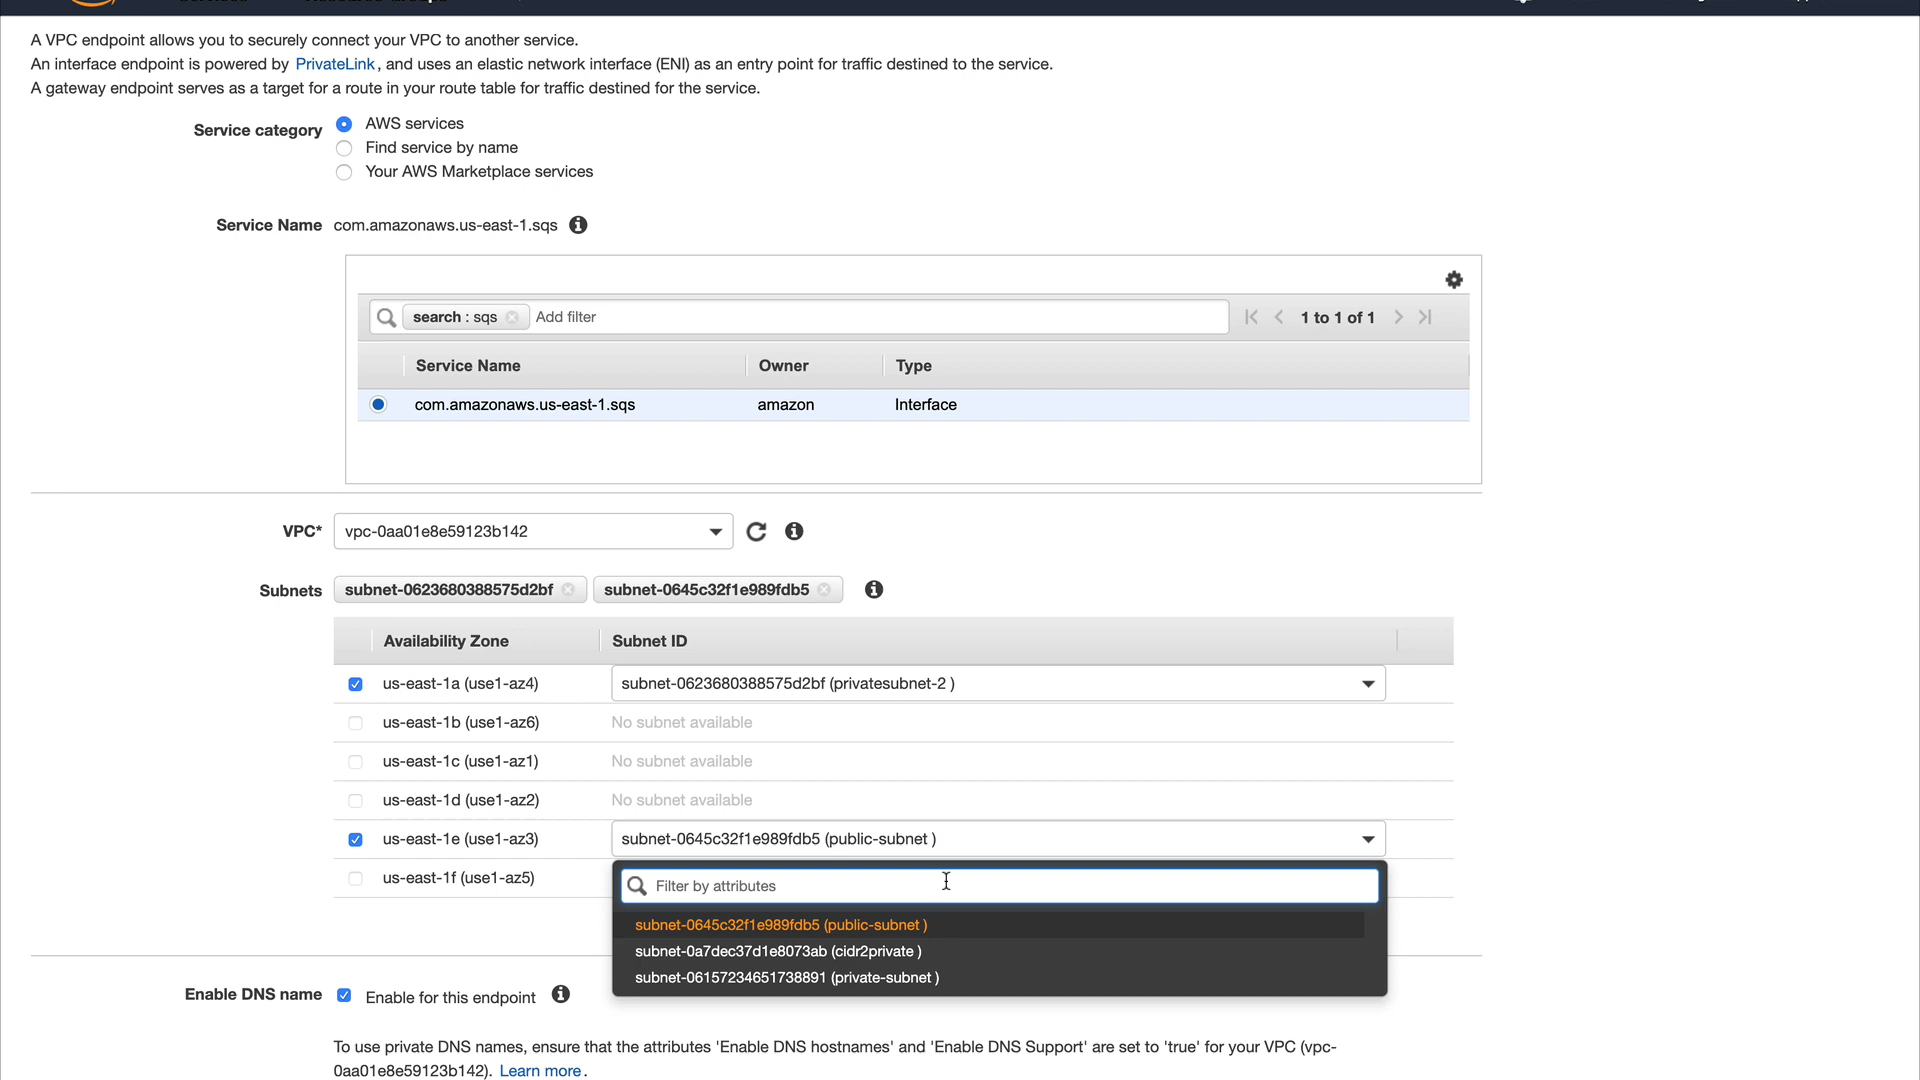 A VPC endpoint allows you to securely connect your VPC to another service.
An interface endpoint is powered by PrivateLink, and uses an elastic network interface (ENI) as an entry point for traffic destined to the service.
A gateway endpoint serves as a target for a route in your route table for traffic destined for the service.
Service category
AWS services
Find service by name
Your AWS Marketplace services
Service Name com.amazonaws.us-east-1.sqs
search : sqs Add filter
1 to 1 of 1
Service Name Owner Type
com.amazonaws.us-east-1.sqs amazon Interface
VPC* vpc-0aa01e8e59123b142
Subnets subnet-0623680388575d2bf subnet-0645c32f1e989fdb5
Availability Zone Subnet ID
us-east-1a (use1-az4) subnet-0623680388575d2bf (privatesubnet-2 )
us-east-1b (use1-az6) No subnet available
us-east-1c (use1-az1) No subnet available
us-east-1d (use1-az2) No subnet available
us-east-1e (use1-az3) subnet-0645c32f1e989fdb5 (public-subnet )
us-east-1f (use1-az5)
Filter by attributes
subnet-0645c32f1e989fdb5 (public-subnet )
subnet-0a7dec37d1e8073ab (cidr2private )
subnet-06157234651738891 (private-subnet )
Enable DNS name Enable for this endpoint
To use private DNS names, ensure that the attributes 'Enable DNS hostnames' and 'Enable DNS Support' are set to 'true' for your VPC (vpc-
0aa01e8e59123b142). Learn more.